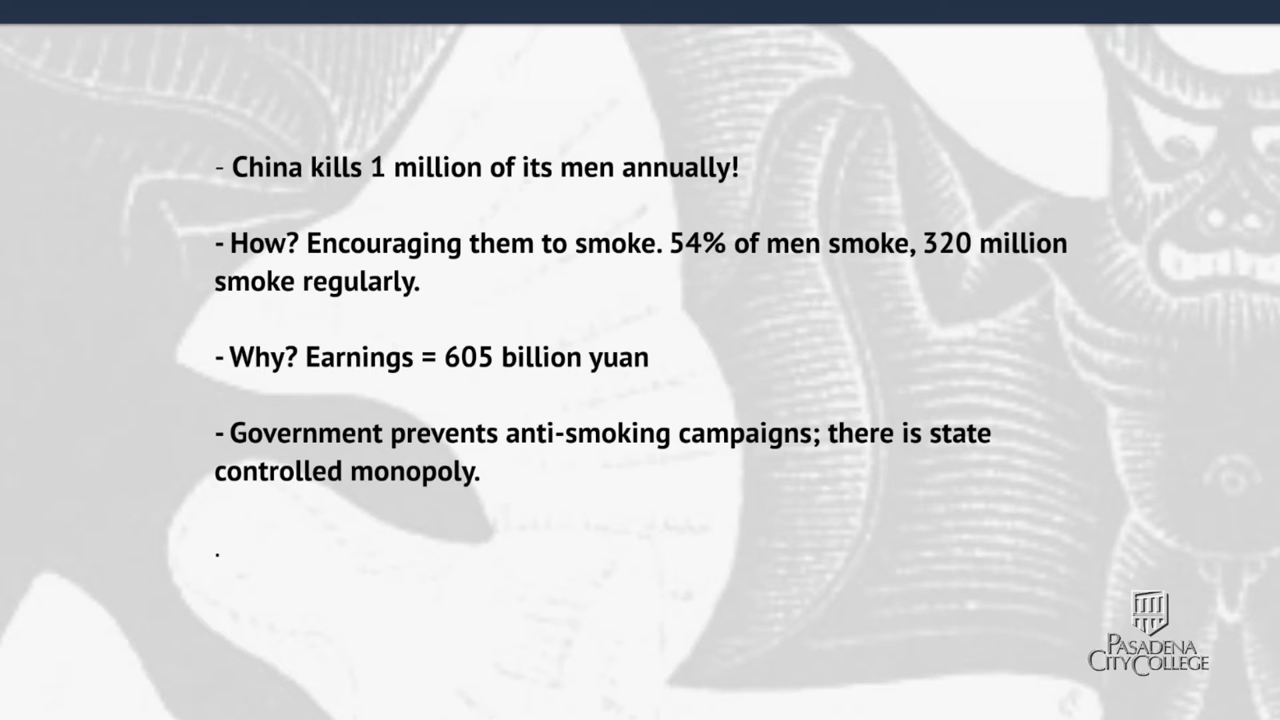 - China kills 1 million of its men annually!
- How? Encouraging them to smoke. 54% of men smoke, 320 million
smoke regularly.
- Why? Earnings = 605 billion yuan
- Government prevents anti-smoking campaigns; there is state
controlled monopoly.
.
PASADENA
CITY COLLEGE